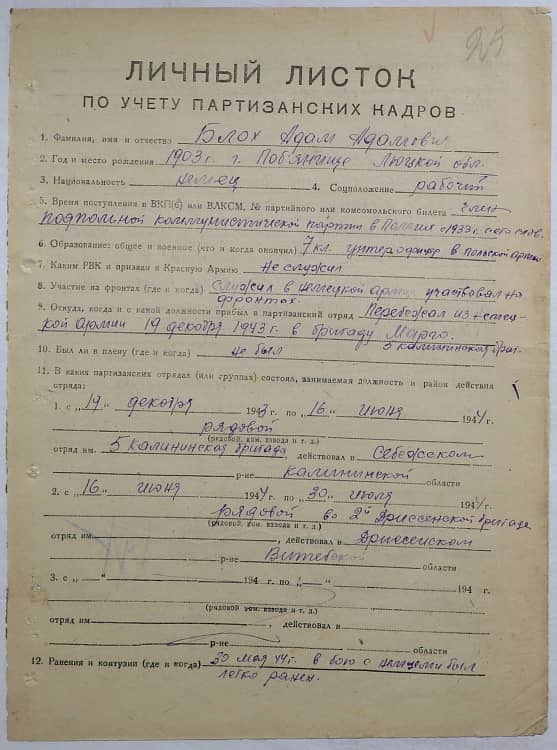 25
ЛИЧНЫЙ ЛИСТОК
ПО УЧЕТУ ПАРТИЗАНСКИХ КАДРОВ
1. Фамилия, имя и отчество Блох Адам Адамович
2. Год и место рождения 1903 г. г. Поб'янице Людской обл.
3. Национальность немец 4. Соцположение рабочий
5. Время поступления в ВКП(б) или ВЛКСМ, № партийного или комсомольского билета Член
подпольной коммунистической партии в Польше с 1933 г.
6. Образование: общее и военное (что и когда окончил) 7 кл. унтерофицер в польской армии
7. Каким РВК и призван в Красную Армию Не служил
8. Участие на фронтах (где и когда) Служил в немецкой армии участвовал на
фронтах.
9. Откуда, когда и с какой должности прибыл в партизанский отряд Перебежал из немец-
кой армии 19 декабря 1943 г. в бригаду Марго.
10. Был ли в плену (где и когда) не был 5 калининская бриг.
11. В каких партизанских отрядах (или группах) состоял, занимаемая должность и район действия
отряда:
1. с „19" декабря 1943 г. по „16" июня 1944 г.
рядовой
(рядовой, ком. взвода и т. д.)
отряд им. 5 калининская бригада, действовал в Себежском
р-не калининской области
2. с „16" июня 1944 г. по „30" июля 1944 г.
рядовой во 2й Дриссенской бригаде
(рядовой, ком. взвода и т. д.)
отряд им , действовал в Дриссенском
р-не Витебской области
3. с „ — " 194 г. по „ — " 194 г.
(рядовой ком. взвода и т. д.)
отряд им , действовал в
р-не области
12. Ранения и контузии (где и когда) 30 мая 44 г. в бою с немцами был
легко ранен.